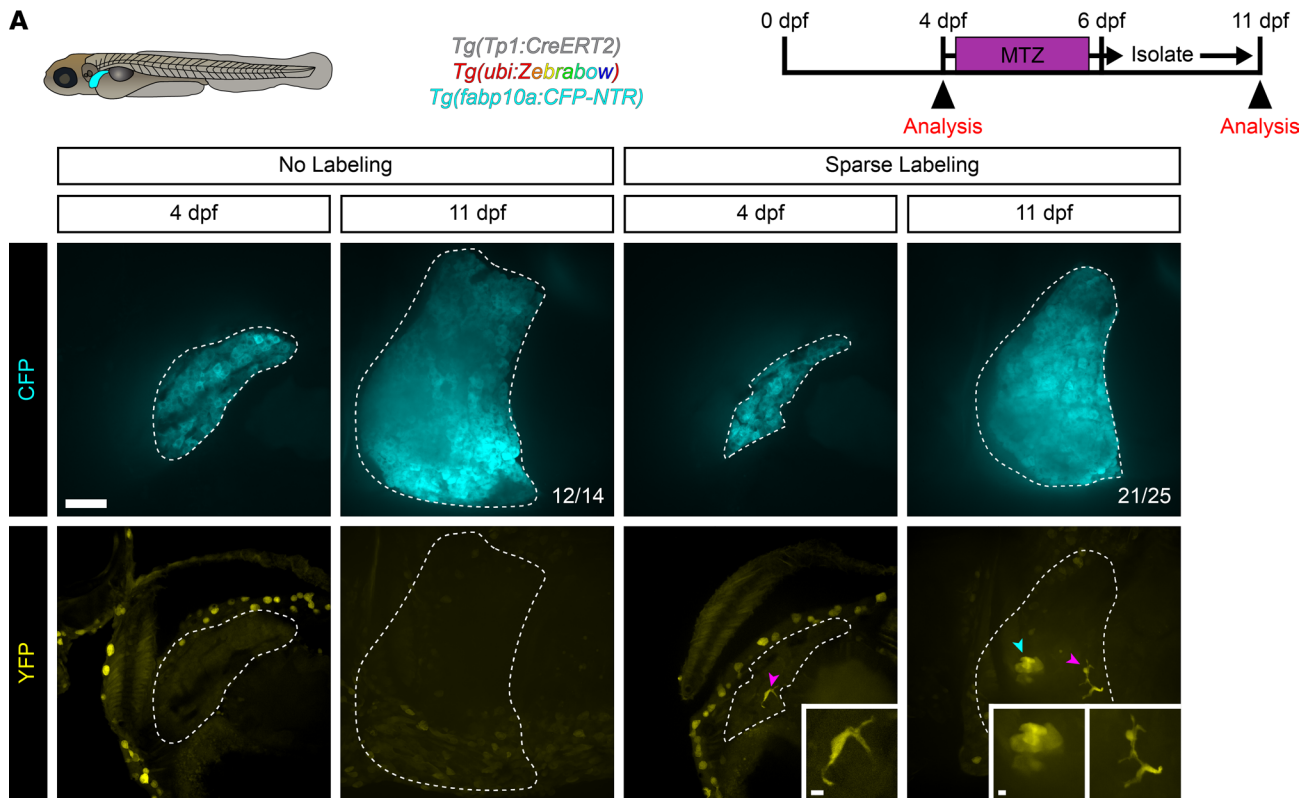 A
Tg(Tp1:CreERT2)
Tg(ubi:Zebrabow)
Tg(fabp10a:CFP-NTR)
0 dpf
4 dpf
6 dpf
11 dpf
MTZ
Isolate
Analysis
Analysis
No Labeling
Sparse Labeling
4 dpf
11 dpf
4 dpf
11 dpf
CFP
12/14
21/25
YFP